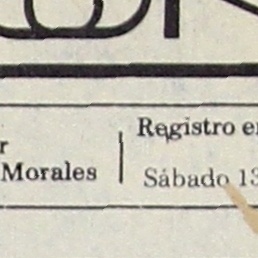 r
Morales
Registro e
Sábado 13